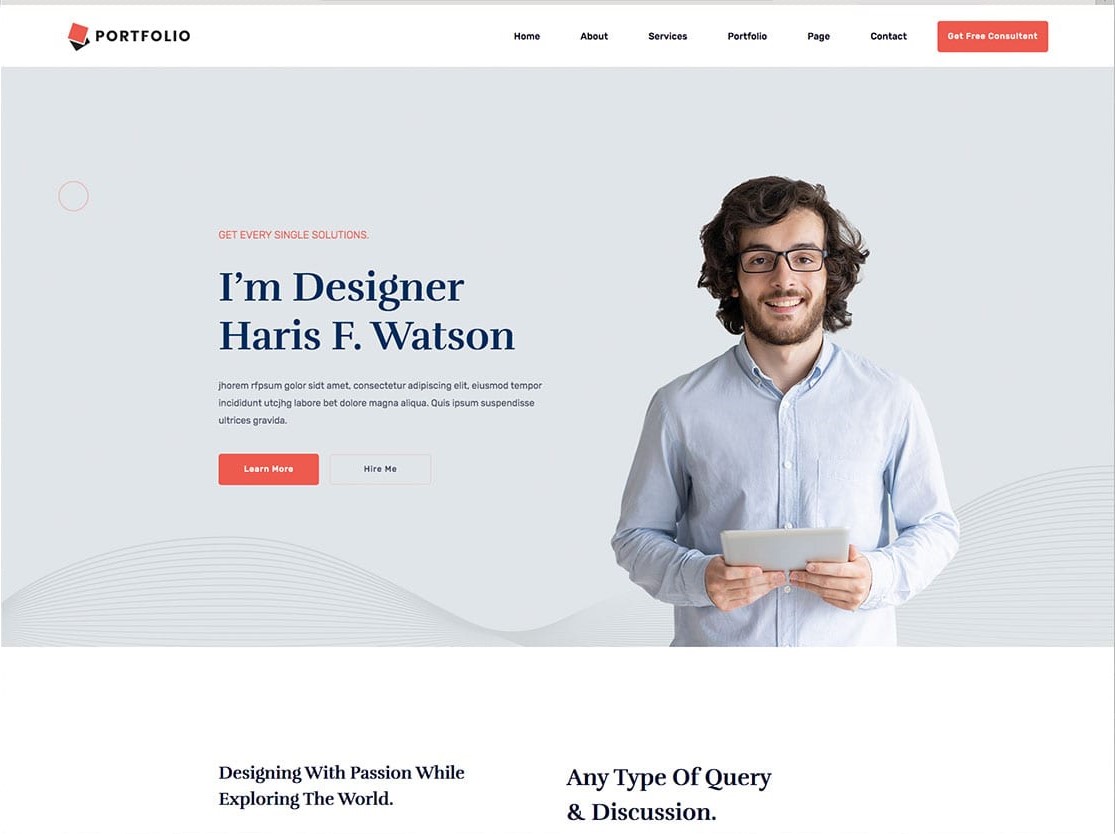 PORTFOLIO
Home About Services Portfolio Page Contact Get Free Consultent
GET EVERY SINGLE SOLUTIONS.
I'm Designer
Haris F. Watson
jhorem rfpsum golor sidt amet, consectetur adipiscing elit, eiusmod tempor
incididunt utcjhg labore bet dolore magna aliqua. Quis ipsum suspendisse
ultrices gravida.
Learn More Hire Me
Designing With Passion While
Exploring The World.
Any Type Of Query
& Discussion.